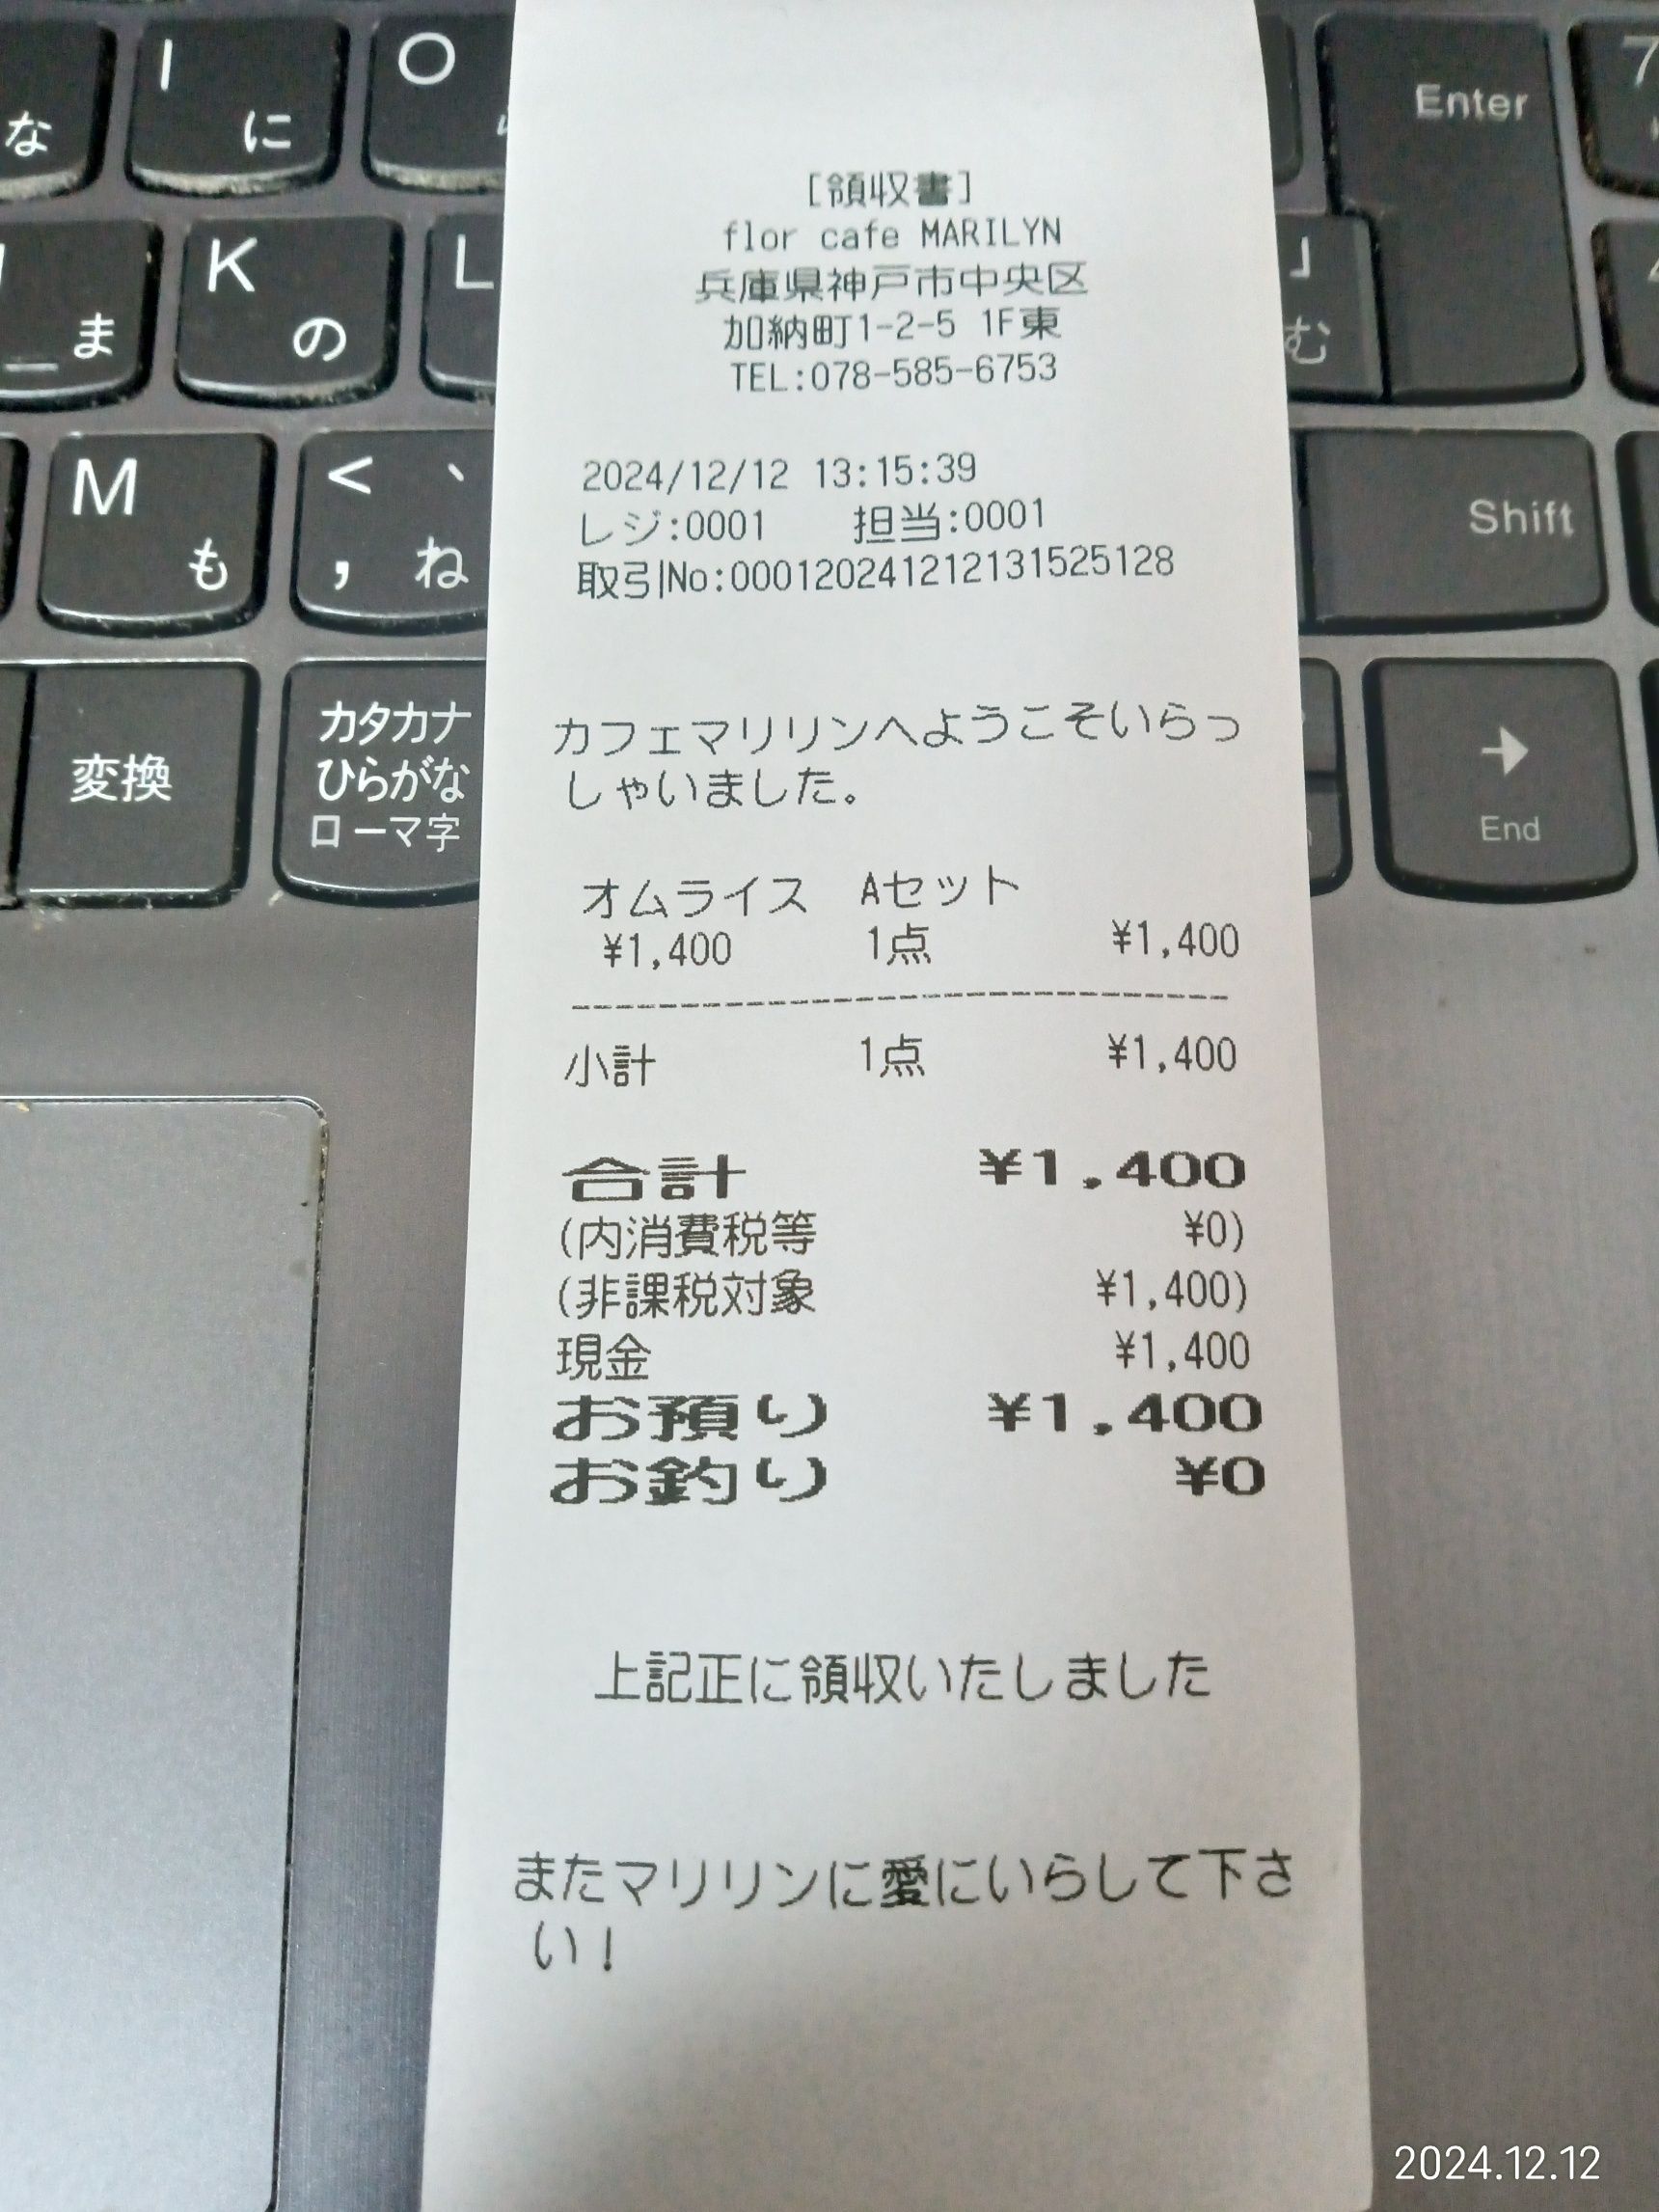 [領収書]
flor cafe MARILYN
兵庫県神戸市中央区
加納町1-2-5 1F東
TEL:078-585-6753
2024/12/12 13:15:39
レジ:0001 担当:0001
取引No:00012024121213152​5128
カフェマリリンへようこそいらっ
しゃいました。
オムライス Aセット
¥1,400 1点 ¥1,400
小計 1点 ¥1,400
合計 ¥1,400
(内消費税等 ¥0)
(非課税対象 ¥1,400)
現金 ¥1,400
お預り ¥1,400
お釣り ¥0
上記正に領収いたしました
またマリリンに愛にいらして下さ
い!
な
I に
O
Enter
7
ま
K の
L
」 む
M も
< 、 , ね
Shift
変換
カタカナ
ひらがな
ローマ字
→
End
2024.12.12